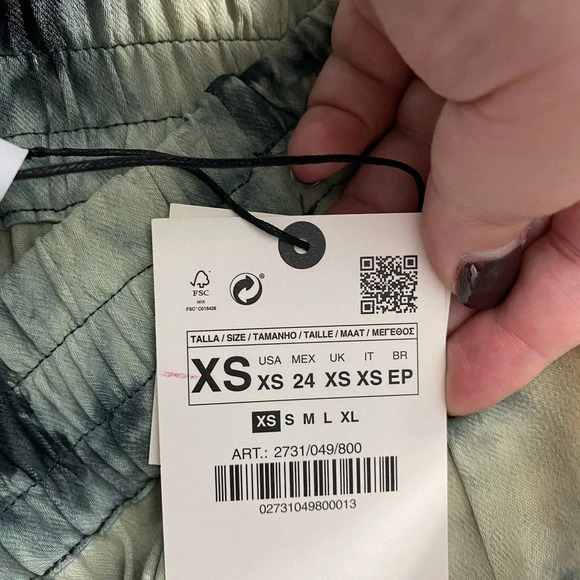 FSC
MIX
FSC® C015426
TALLA / SIZE / TAMANHO / TAILLE / MAAT / ΜΕΓΕΘΟΣ
XS USA MEX UK IT BR
XS 24 XS XS EP
XS S M L XL
ART.: 2731/049/800
02731049800013